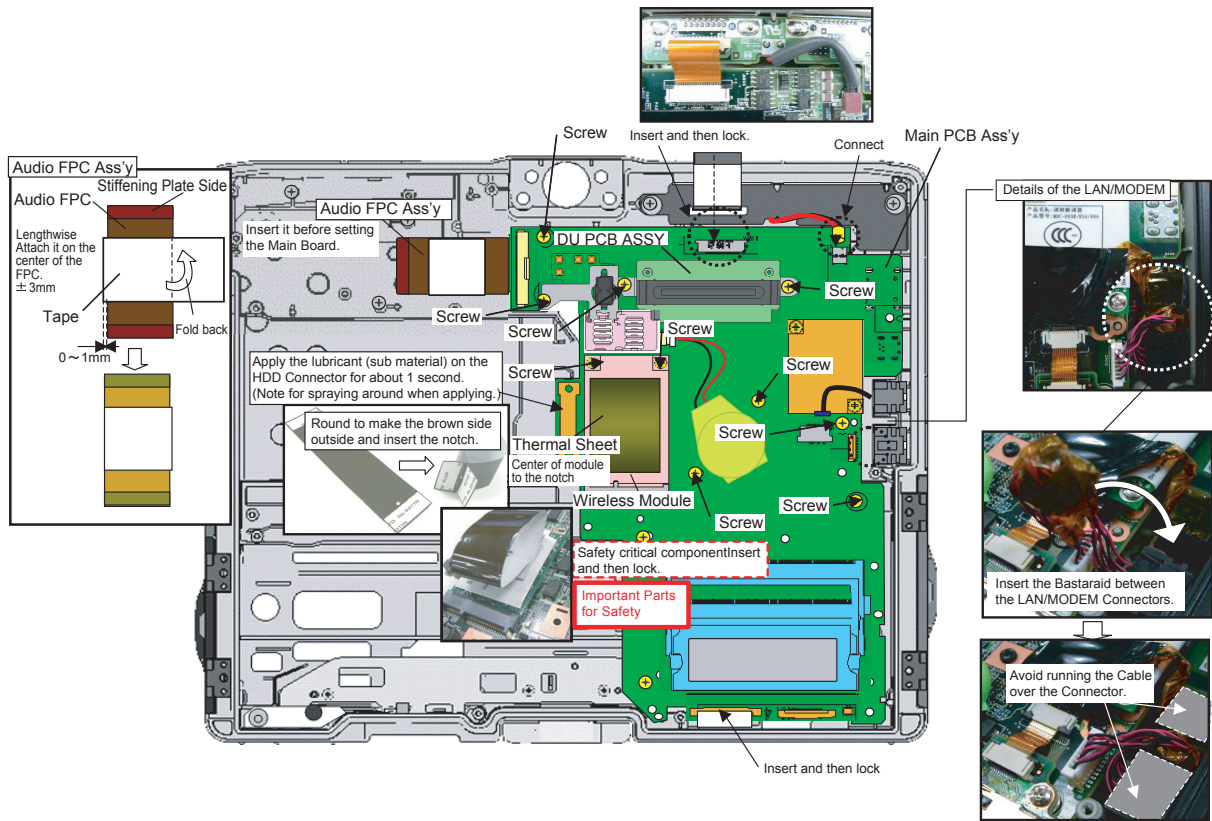 Insert and then lock.
Connect
Main PCB Ass'y
Screw
Audio FPC Ass'y
Stiffening Plate Side
Audio FPC
Lengthwise
Attach it on the
center of the
FPC.
±3mm
Tape
Fold back
0～1mm
Audio FPC Ass'y
Insert it before setting
the Main Board.
DU PCB ASSY
Details of the LAN/MODEM
Screw
Screw
Screw
Screw
Screw
Screw
Screw
Screw
Screw
Apply the lubricant (sub material) on the
HDD Connector for about 1 second.
(Note for spraying around when applying.)
Round to make the brown side
outside and insert the notch.
Thermal Sheet
Center of module
to the notch
Wireless Module
Safety critical componentInsert
and then lock.
Important Parts
for Safety
Insert the Bastaraid between
the LAN/MODEM Connectors.
Avoid running the Cable
over the Connector.
Insert and then lock